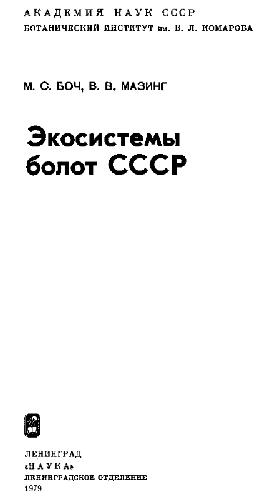 АКАДЕМИЯ НАУК СССР
БОТАНИЧЕСКИЙ ИНСТИТУТ им. В. Л. КОМАРОВА
М. С. БОЧ, В. В. МАЗИНГ
Экосистемы
болот СССР
ЛЕНИНГРАД
«НАУКА»
ЛЕНИНГРАДСКОЕ ОТДЕЛЕНИЕ
1979